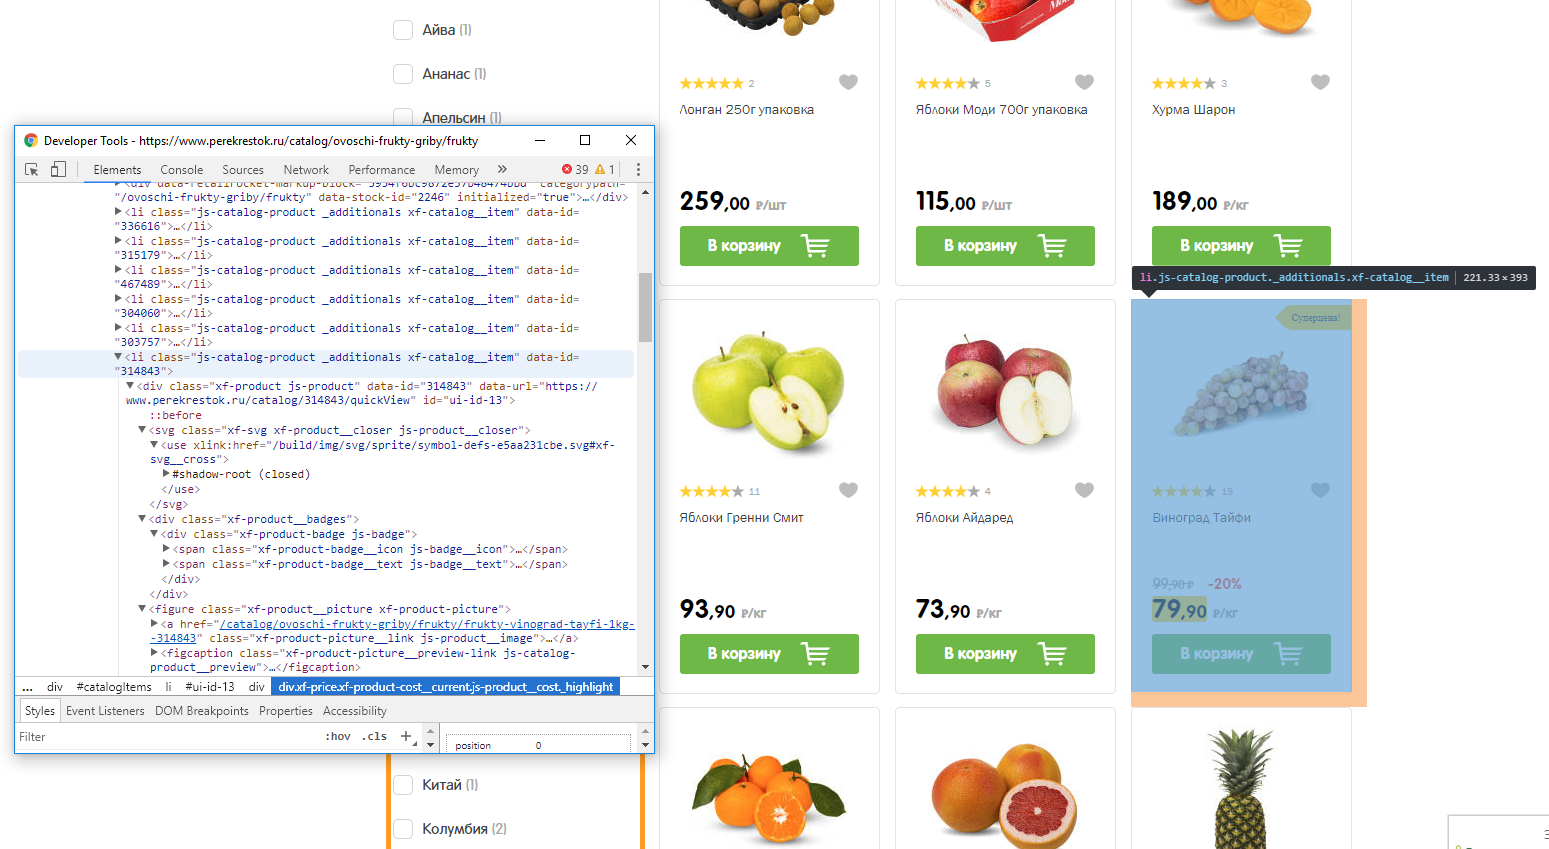 Айва (1)
Ананас (1)
Апельсин (1)
2
Лонган 250г упаковка
259,00 ₽/шт
В корзину
5
Яблоки Моди 700г упаковка
115,00 ₽/шт
В корзину
3
Хурма Шарон
189,00 ₽/кг
В корзину
li.js-catalog-product._additionals.xf-catalog__item | 221.33 × 393
Developer Tools - https://www.perekrestok.ru/catalog/ovoschi-frukty-griby/frukty
Elements Console Sources Network Performance Memory » 39 1
<div data-retailrocket-markup-block="5954f6bc9872e57b48474bbd" categorypath=
"/ovoschi-frukty-griby/frukty" data-stock-id="2246" initialized="true">…</div>
<li class="js-catalog-product _additionals xf-catalog__item" data-id=
"336616">…</li>
<li class="js-catalog-product _additionals xf-catalog__item" data-id=
"315179">…</li>
<li class="js-catalog-product _additionals xf-catalog__item" data-id=
"467489">…</li>
<li class="js-catalog-product _additionals xf-catalog__item" data-id=
"304060">…</li>
<li class="js-catalog-product _additionals xf-catalog__item" data-id=
"303757">…</li>
<li class="js-catalog-product _additionals xf-catalog__item" data-id=
"314843">
<div class="xf-product js-product" data-id="314843" data-url="https://
www.perekrestok.ru/catalog/314843/quickView" id="ui-id-13">
::before
<svg class="xf-svg xf-product__closer js-product__closer">
<use xlink:href="/build/img/svg/sprite/symbol-defs-e5aa231cbe.svg#xf-
svg__cross">
#shadow-root (closed)
</use>
</svg>
<div class="xf-product__badges">
<div class="xf-product-badge js-badge">
<span class="xf-product-badge__icon js-badge__icon">…</span>
<span class="xf-product-badge__text js-badge__text">…</span>
</div>
</div>
<figure class="xf-product__picture xf-product-picture">
<a href="/catalog/ovoschi-frukty-griby/frukty/frukty-vinograd-tayfi-1kg-
-314843" class="xf-product-picture__link js-product__image">…</a>
<figcaption class="xf-product-picture__preview-link js-catalog-
product__preview">…</figcaption>
... div #catalogItems li #ui-id-13 div div.xf-price.xf-product-cost__current.js-product__cost._highlight
Styles Event Listeners DOM Breakpoints Properties Accessibility
Filter :hov .cls +
position 0
11
Яблоки Гренни Смит
93,90 ₽/кг
В корзину
4
Яблоки Айдаред
73,90 ₽/кг
В корзину
Суперцена!
Виноград Тайфи
99,90 ₽ -20%
79,90 ₽/кг
В корзину
Китай (1)
Колумбия (2)